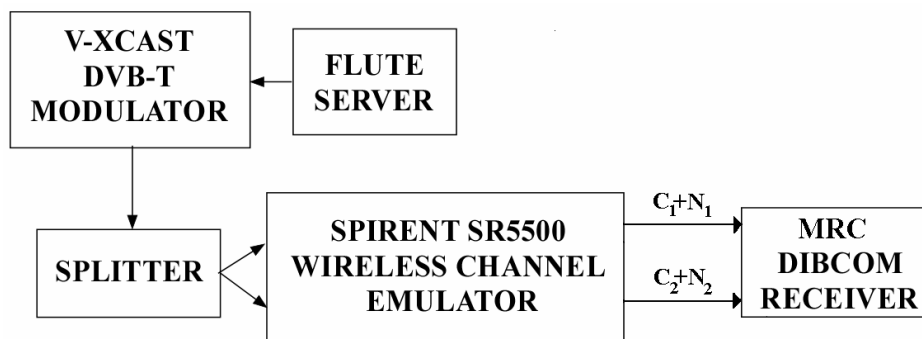 V-XCAST
DVB-T
MODULATOR
FLUTE
SERVER
SPLITTER
SPIRENT SR5500
WIRELESS CHANNEL
EMULATOR
C₁+N₁
C₂+N₂
MRC
DIBCOM
RECEIVER